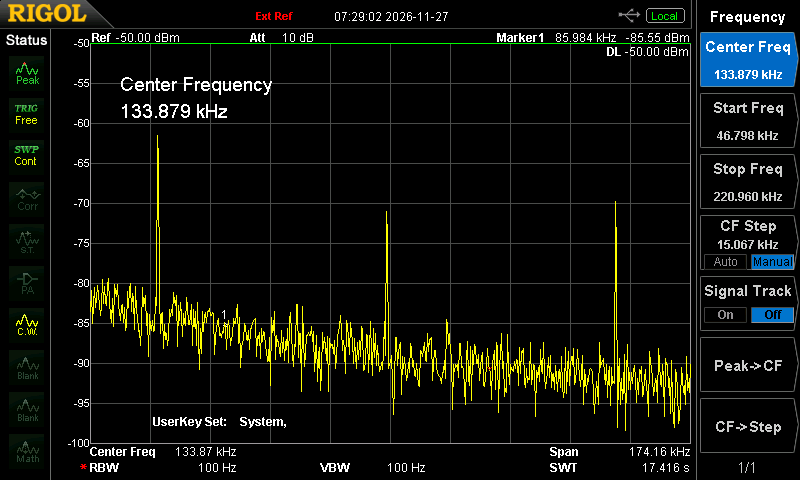 RIGOL
Ext Ref
07:29:02 2026-11-27
Local
Frequency
Status
Ref -50.00 dBm
Att 10 dB
Marker1 85.984 kHz -85.55 dBm
DL -50.00 dBm
Center Frequency
133.879 kHz
-50
-55
-60
-65
-70
-75
-80
-85
-90
-95
-100
1
UserKey Set: System,
Center Freq 133.87 kHz
Span 174.16 kHz
*RBW 100 Hz
VBW 100 Hz
SWT 17.416 s
Peak
TRIG
Free
SWP
Cont
Corr
S.T.
PA
C.W.
Blank
Blank
Math
Center Freq
133.879 kHz
Start Freq
46.798 kHz
Stop Freq
220.960 kHz
CF Step
15.067 kHz
Auto Manual
Signal Track
On Off
Peak->CF
CF->Step
1/1